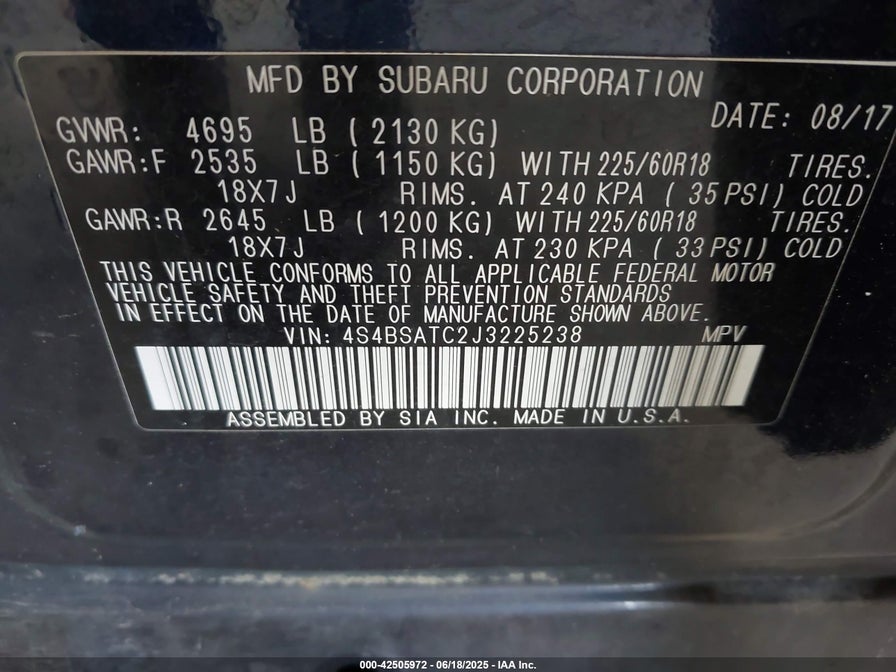 MFD BY SUBARU CORPORATION
DATE: 08/17
GVWR: 4695 LB ( 2130 KG)
GAWR:F 2535 LB ( 1150 KG) WITH 225/60R18 TIRES.
18X7J RIMS. AT 240 KPA ( 35 PSI) COLD
GAWR:R 2645 LB ( 1200 KG) WITH 225/60R18 TIRES.
18X7J RIMS. AT 230 KPA ( 33 PSI) COLD
THIS VEHICLE CONFORMS TO ALL APPLICABLE FEDERAL MOTOR
VEHICLE SAFETY AND THEFT PREVENTION STANDARDS
IN EFFECT ON THE DATE OF MANUFACTURE SHOWN ABOVE.
VIN: 4S4BSATC2J3225238 MPV
ASSEMBLED BY SIA INC. MADE IN U.S.A.
000-42505972 - 06/18/2025 - IAA Inc.